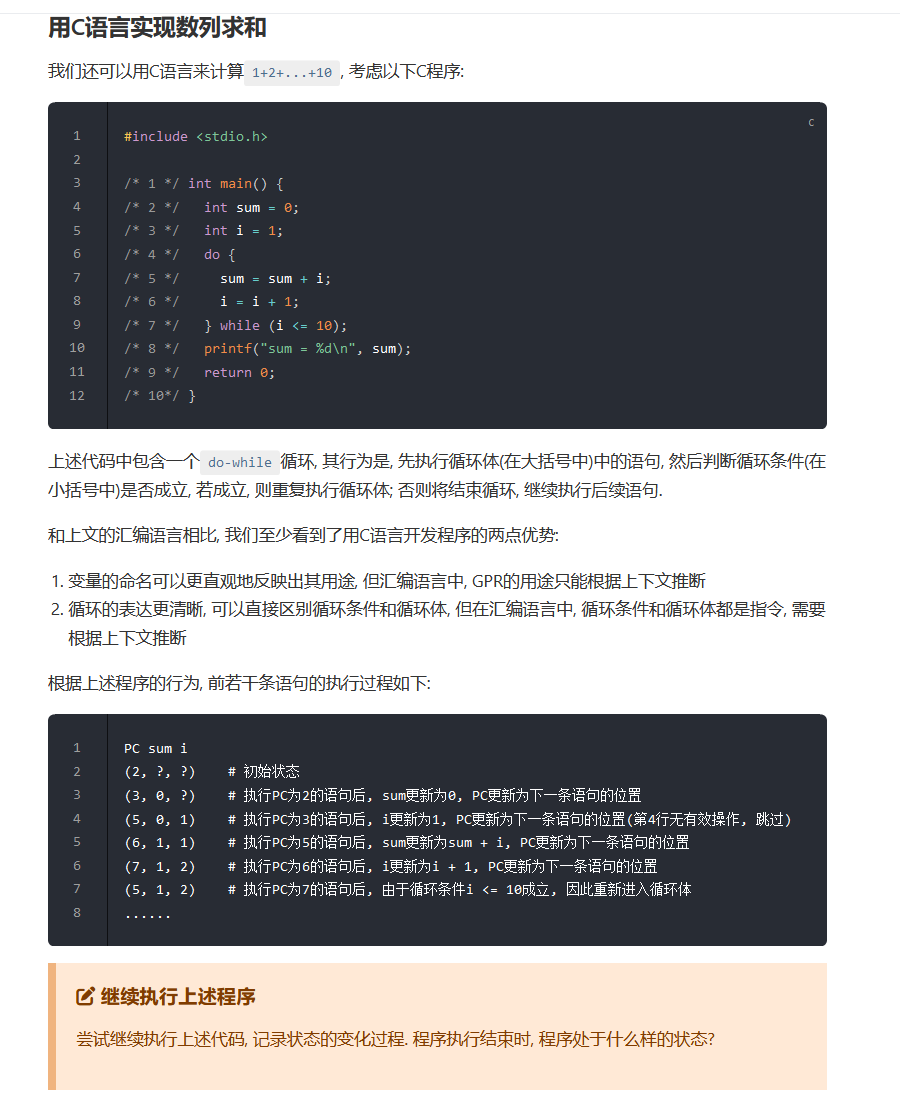 用C语言实现数列求和
我们还可以用C语言来计算 1+2+...+10 , 考虑以下C程序:
c
1 #include <stdio.h>
2
3 /* 1 */ int main() {
4 /* 2 */   int sum = 0;
5 /* 3 */   int i = 1;
6 /* 4 */   do {
7 /* 5 */     sum = sum + i;
8 /* 6 */     i = i + 1;
9 /* 7 */   } while (i <= 10);
10 /* 8 */   printf("sum = %d\n", sum);
11 /* 9 */   return 0;
12 /* 10*/ }
上述代码中包含一个 do-while 循环, 其行为是, 先执行循环体(在大括号中)中的语句, 然后判断循环条件(在
小括号中)是否成立, 若成立, 则重复执行循环体; 否则将结束循环, 继续执行后续语句.
和上文的汇编语言相比, 我们至少看到了用C语言开发程序的两点优势:
1. 变量的命名可以更直观地反映出其用途, 但汇编语言中, GPR的用途只能根据上下文推断
2. 循环的表达更清晰, 可以直接区别循环条件和循环体, 但在汇编语言中, 循环条件和循环体都是指令, 需要
根据上下文推断
根据上述程序的行为, 前若干条语句的执行过程如下:
1 PC sum i
2 (2, ?, ?)    # 初始状态
3 (3, 0, ?)    # 执行PC为2的语句后, sum更新为0, PC更新为下一条语句的位置
4 (5, 0, 1)    # 执行PC为3的语句后, i更新为1, PC更新为下一条语句的位置(第4行无有效操作, 跳过)
5 (6, 1, 1)    # 执行PC为5的语句后, sum更新为sum + i, PC更新为下一条语句的位置
6 (7, 1, 2)    # 执行PC为6的语句后, i更新为i + 1, PC更新为下一条语句的位置
7 (5, 1, 2)    # 执行PC为7的语句后, 由于循环条件i <= 10成立, 因此重新进入循环体
8 ......
继续执行上述程序
尝试继续执行上述代码, 记录状态的变化过程. 程序执行结束时, 程序处于什么样的状态?